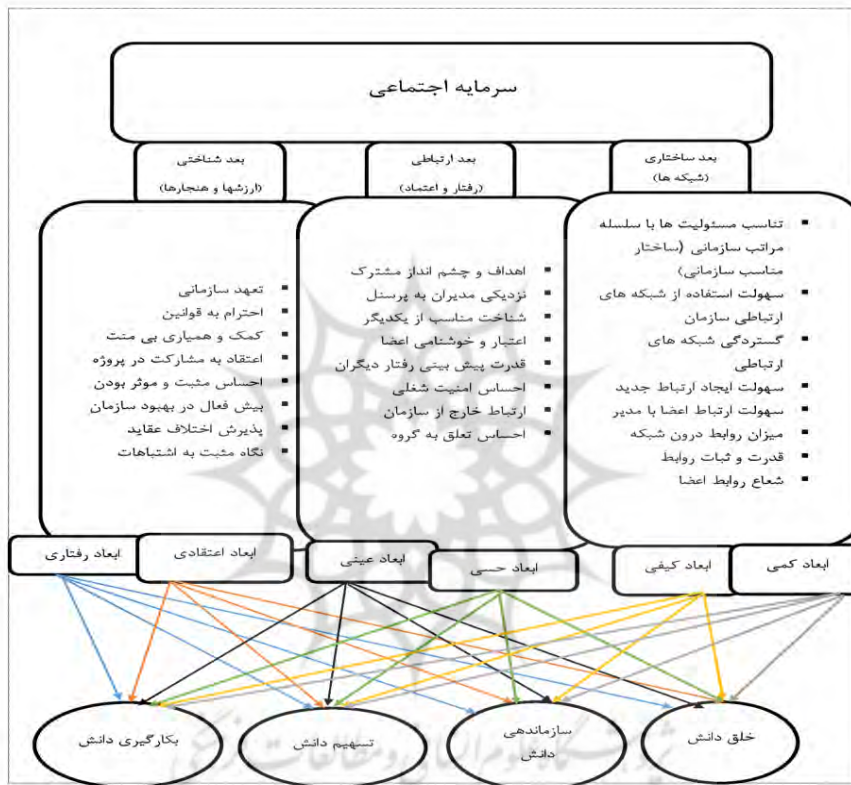 سرمایه اجتماعی
بعد ساختاری
(شبکه ها)
تناسب مسئولیت ها با سلسله
مراتب سازمانی (ساختار
مناسب سازمانی)
سهولت استفاده از شبکه های
ارتباطی سازمان
گستردگی شبکه های
ارتباطی
سهولت ایجاد ارتباط جدید
سهولت ارتباط اعضا با مدیر
میزان روابط درون شبکه
قدرت و ثبات روابط
شعاع روابط اعضا
بعد ارتباطی
(رفتار و اعتماد)
اهداف و چشم انداز مشترک
نزدیکی مدیران به پرسنل
شناخت مناسب از یکدیگر
اعتبار و خوشنامی اعضا
قدرت پیش بینی رفتار دیگران
احساس امنیت شغلی
ارتباط خارج از سازمان
احساس تعلق به گروه
بعد شناختی
(ارزشها و هنجارها)
تعهد سازمانی
احترام به قوانین
کمک و همیاری بی منت
اعتقاد به مشارکت در پروژه
احساس مثبت و موثر بودن
بیش فعال در بهبود سازمان
پذیرش اختلاف عقاید
نگاه مثبت به اشتباهات
ابعاد کمی
ابعاد کیفی
ابعاد حسی
ابعاد عینی
ابعاد اعتقادی
ابعاد رفتاری
خلق دانش
سازماندهی
دانش
تسهیم دانش
بکارگیری دانش
پژوهشگاه علوم انسانی و مطالعات فرهنگی